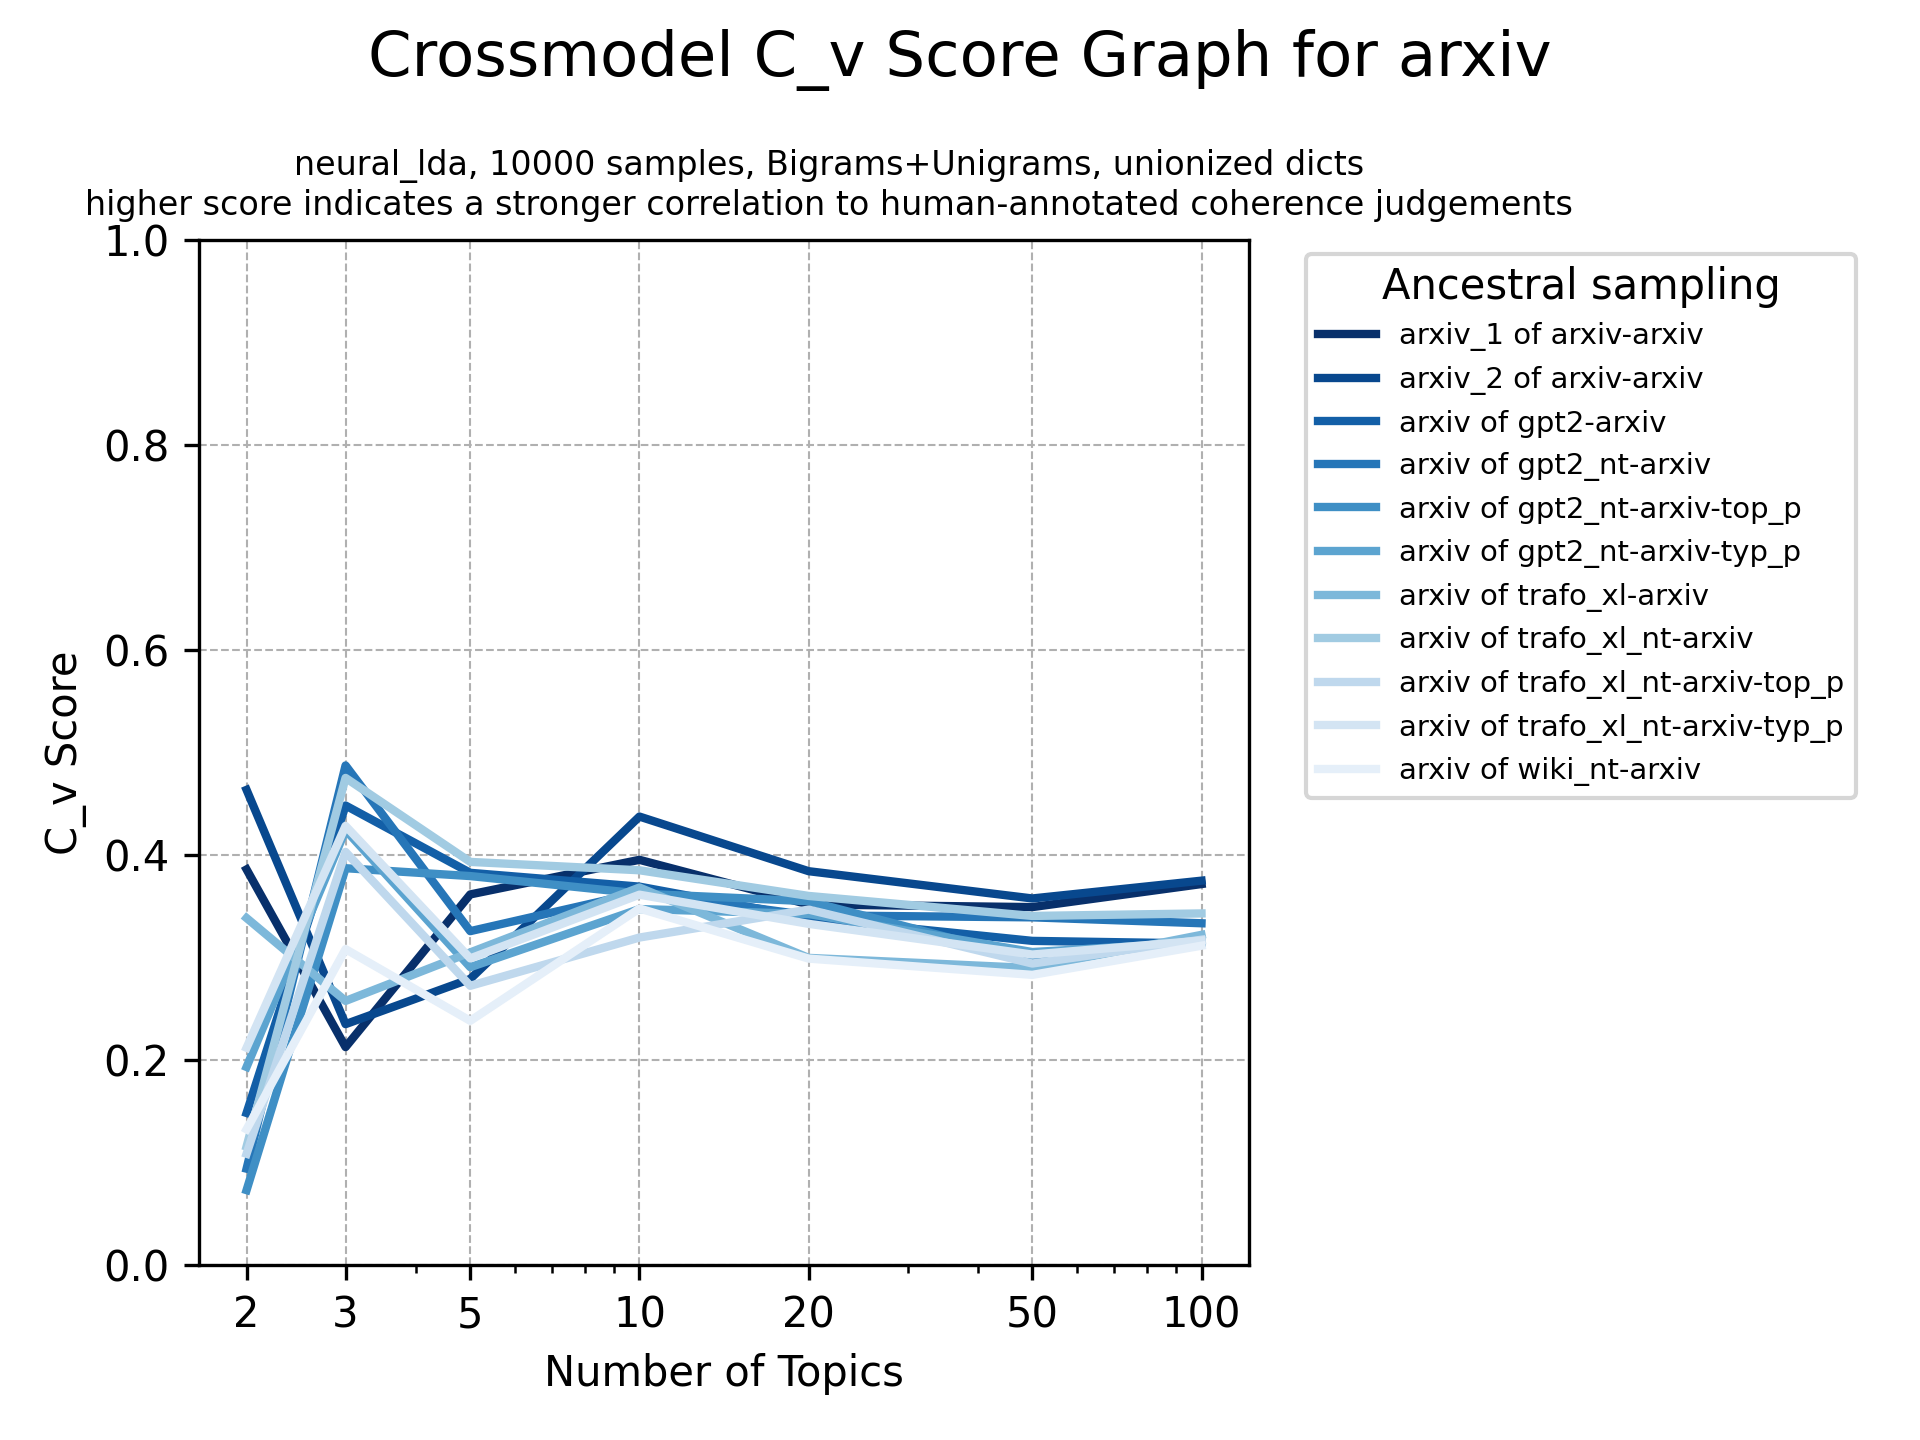 Crossmodel C_v Score Graph for arxiv
neural_lda, 10000 samples, Bigrams+Unigrams, unionized dicts
higher score indicates a stronger correlation to human-annotated coherence judgements
1.0
0.8
0.6
0.4
0.2
0.0
C_v Score
2 3 5 10 20 50 100
Number of Topics
Ancestral sampling
arxiv_1 of arxiv-arxiv
arxiv_2 of arxiv-arxiv
arxiv of gpt2-arxiv
arxiv of gpt2_nt-arxiv
arxiv of gpt2_nt-arxiv-top_p
arxiv of gpt2_nt-arxiv-typ_p
arxiv of trafo_xl-arxiv
arxiv of trafo_xl_nt-arxiv
arxiv of trafo_xl_nt-arxiv-top_p
arxiv of trafo_xl_nt-arxiv-typ_p
arxiv of wiki_nt-arxiv